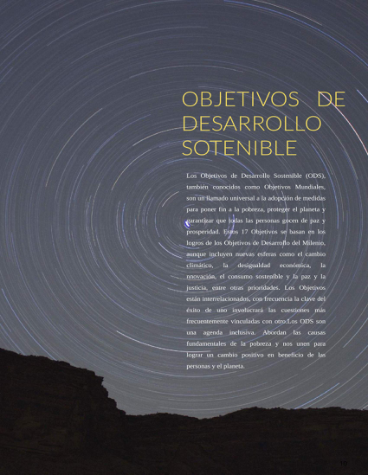 OBJETIVOS DE
DESARROLLO
SOTENIBLE
Los Objetivos de Desarrollo Sostenible (ODS),
también conocidos como Objetivos Mundiales,
son un llamado universal a la adopción de medidas
para poner fin a la pobreza, proteger el planeta y
garantizar que todas las personas gocen de paz y
prosperidad. Estos 17 Objetivos se basan en los
logros de los Objetivos de Desarrollo del Milenio,
aunque incluyen nuevas esferas como el cambio
climático, la desigualdad económica, la
innovación, el consumo sostenible y la paz y la
justicia, entre otras prioridades. Los Objetivos
están interrelacionados, con frecuencia la clave del
éxito de uno involucrará las cuestiones más
frecuentemente vinculadas con otro.Los ODS son
una agenda inclusiva. Abordan las causas
fundamentales de la pobreza y nos unen para
lograr un cambio positivo en beneficio de las
personas y el planeta.